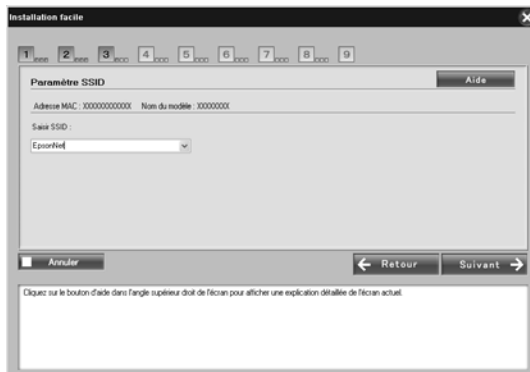 Installation facile
1 2 3 4 5 6 7 8 9
Paramètre SSID
Aide
Adresse MAC : XXXXXXXXXXXX Nom du modèle : XXXXXXXX
Saisir SSID :
EpsonNet
Annuler
Retour
Suivant
Cliquez sur le bouton d'aide dans l'angle supérieur droit de l'écran pour afficher une explication détaillée de l'écran actuel.